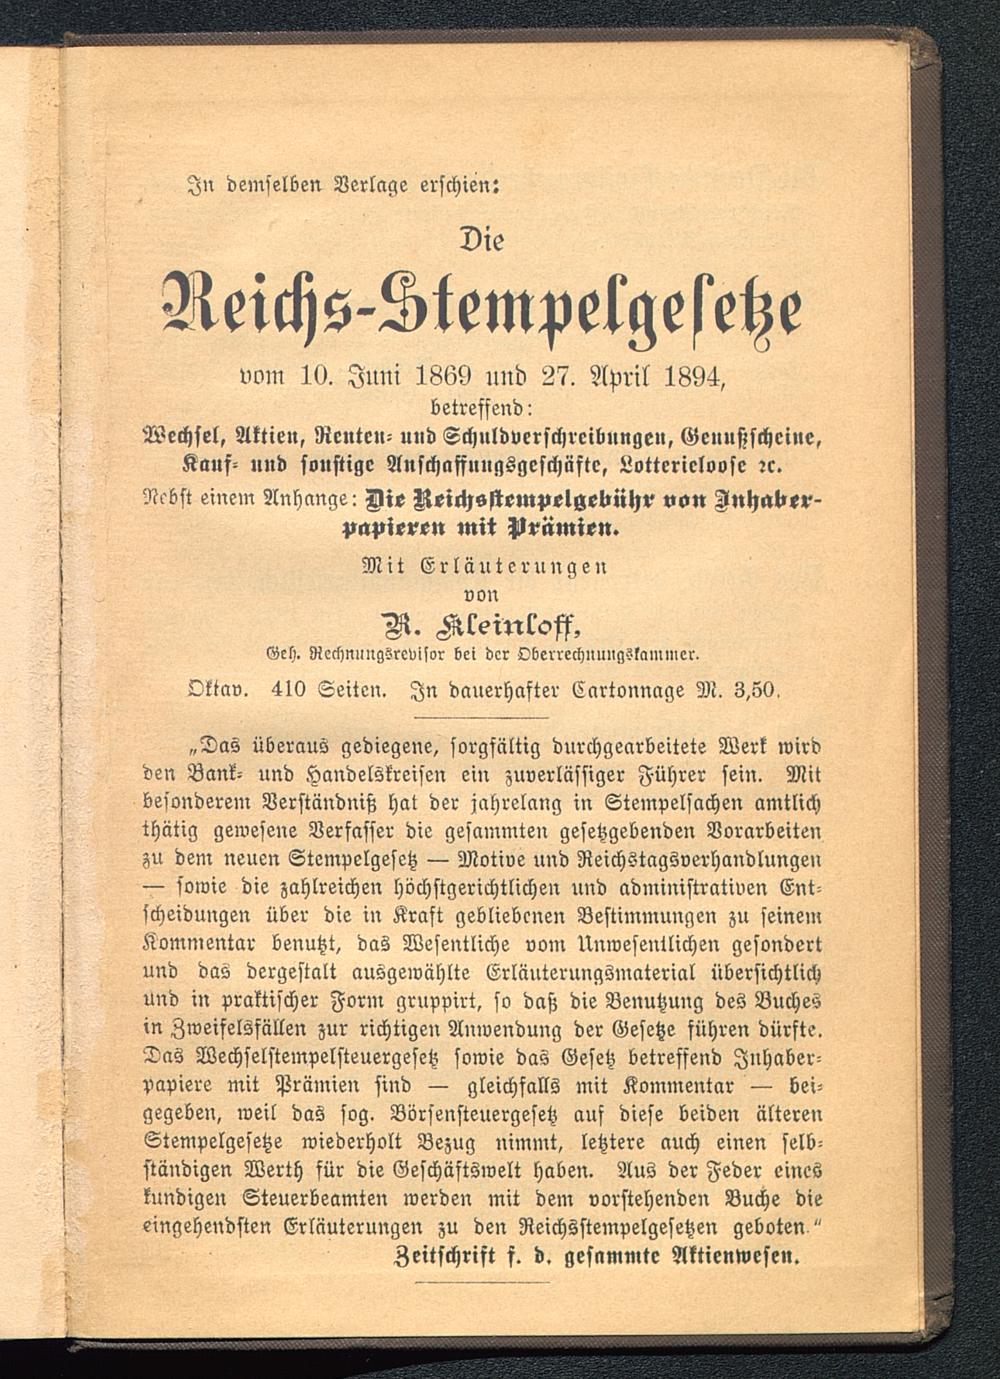 In demselben Verlage erschien:
Die
Reichs-Stempelgesetze
vom 10. Juni 1869 und 27. April 1894,
betreffend:
Wechsel, Aktien, Renten- und Schuldverschreibungen, Genußscheine,
Kauf- und sonstige Anschaffungsgeschäfte, Lotterieloose ꝛc.
Nebst einem Anhange: Die Reichsstempelgebühr von Inhaber-
papieren mit Prämien.
Mit Erläuterungen
von
R. Kleinloff,
Geh. Rechnungsrevisor bei der Oberrechnungskammer.
Oktav. 410 Seiten. In dauerhafter Cartonnage M. 3,50.
„Das überaus gediegene, sorgfältig durchgearbeitete Werk wird
den Bank- und Handelskreisen ein zuverlässiger Führer sein. Mit
besonderem Verständniß hat der jahrelang in Stempelsachen amtlich
thätig gewesene Verfasser die gesammten gesetzgebenden Vorarbeiten
zu dem neuen Stempelgesetz — Motive und Reichstagsverhandlungen
— sowie die zahlreichen höchstgerichtlichen und administrativen Ent-
scheidungen über die in Kraft gebliebenen Bestimmungen zu seinem
Kommentar benutzt, das Wesentliche vom Unwesentlichen gesondert
und das dergestalt ausgewählte Erläuterungsmaterial übersichtlich
und in praktischer Form gruppirt, so daß die Benutzung des Buches
in Zweifelsfällen zur richtigen Anwendung der Gesetze führen dürfte.
Das Wechselstempelsteuergesetz sowie das Gesetz betreffend Inhaber-
papiere mit Prämien sind — gleichfalls mit Kommentar — bei-
gegeben, weil das sog. Börsensteuergesetz auf diese beiden älteren
Stempelgesetze wiederholt Bezug nimmt, letztere auch einen selb-
ständigen Werth für die Geschäftswelt haben. Aus der Feder eines
kundigen Steuerbeamten werden mit dem vorstehenden Buche die
eingehendsten Erläuterungen zu den Reichsstempelgesetzen geboten.“
Zeitschrift f. d. gesammte Aktienwesen.